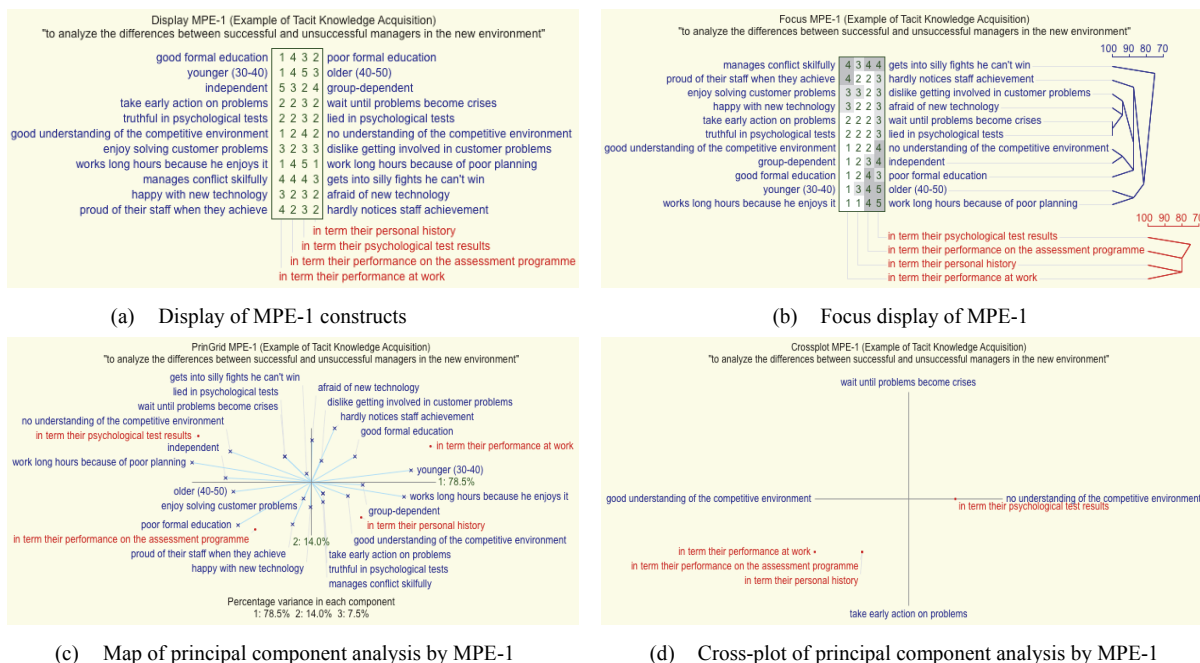 Display MPE-1 (Example of Tacit Knowledge Acquisition)
"to analyze the differences between successful and unsuccessful managers in the new environment"
good formal education 1 4 3 2 poor formal education
younger (30-40) 1 4 5 3 older (40-50)
independent 5 3 2 4 group-dependent
take early action on problems 2 2 3 2 wait until problems become crises
truthful in psychological tests 2 2 3 2 lied in psychological tests
good understanding of the competitive environment 1 2 4 2 no understanding of the competitive environment
enjoy solving customer problems 3 2 3 3 dislike getting involved in customer problems
works long hours because he enjoys it 1 4 5 1 work long hours because of poor planning
manages conflict skilfully 4 4 4 3 gets into silly fights he can't win
happy with new technology 3 2 3 2 afraid of new technology
proud of their staff when they achieve 4 2 3 2 hardly notices staff achievement
in term their personal history
in term their psychological test results
in term their performance on the assessment programme
in term their performance at work
(a) Display of MPE-1 constructs
Focus MPE-1 (Example of Tacit Knowledge Acquisition)
"to analyze the differences between successful and unsuccessful managers in the new environment"
100 90 80 70
manages conflict skilfully 4 3 4 4 gets into silly fights he can't win
proud of their staff when they achieve 4 2 2 3 hardly notices staff achievement
enjoy solving customer problems 3 3 2 3 dislike getting involved in customer problems
happy with new technology 3 2 2 3 afraid of new technology
take early action on problems 2 2 2 3 wait until problems become crises
truthful in psychological tests 2 2 2 3 lied in psychological tests
good understanding of the competitive environment 1 2 2 4 no understanding of the competitive environment
group-dependent 1 2 3 4 independent
good formal education 1 2 4 3 poor formal education
younger (30-40) 1 3 4 5 older (40-50)
works long hours because he enjoys it 1 1 4 5 work long hours because of poor planning
100 90 80 70
in term their psychological test results
in term their performance on the assessment programme
in term their personal history
in term their performance at work
(b) Focus display of MPE-1
PrinGrid MPE-1 (Example of Tacit Knowledge Acquisition)
"to analyze the differences between successful and unsuccessful managers in the new environment"
gets into silly fights he can't win
afraid of new technology
lied in psychological tests
dislike getting involved in customer problems
wait until problems become crises
hardly notices staff achievement
no understanding of the competitive environment
good formal education
in term their psychological test results
in term their performance at work
independent
work long hours because of poor planning
younger (30-40)
1: 78.5%
older (40-50)
works long hours because he enjoys it
enjoy solving customer problems
group-dependent
poor formal education
in term their personal history
in term their performance on the assessment programme
2: 14.0%
good understanding of the competitive environment
proud of their staff when they achieve
take early action on problems
happy with new technology
truthful in psychological tests
manages conflict skilfully
Percentage variance in each component
1: 78.5% 2: 14.0% 3: 7.5%
(c) Map of principal component analysis by MPE-1
Crossplot MPE-1 (Example of Tacit Knowledge Acquisition)
"to analyze the differences between successful and unsuccessful managers in the new environment"
wait until problems become crises
good understanding of the competitive environment
no understanding of the competitive environment
in term their psychological test results
in term their performance at work
in term their performance on the assessment programme
in term their personal history
take early action on problems
(d) Cross-plot of principal component analysis by MPE-1